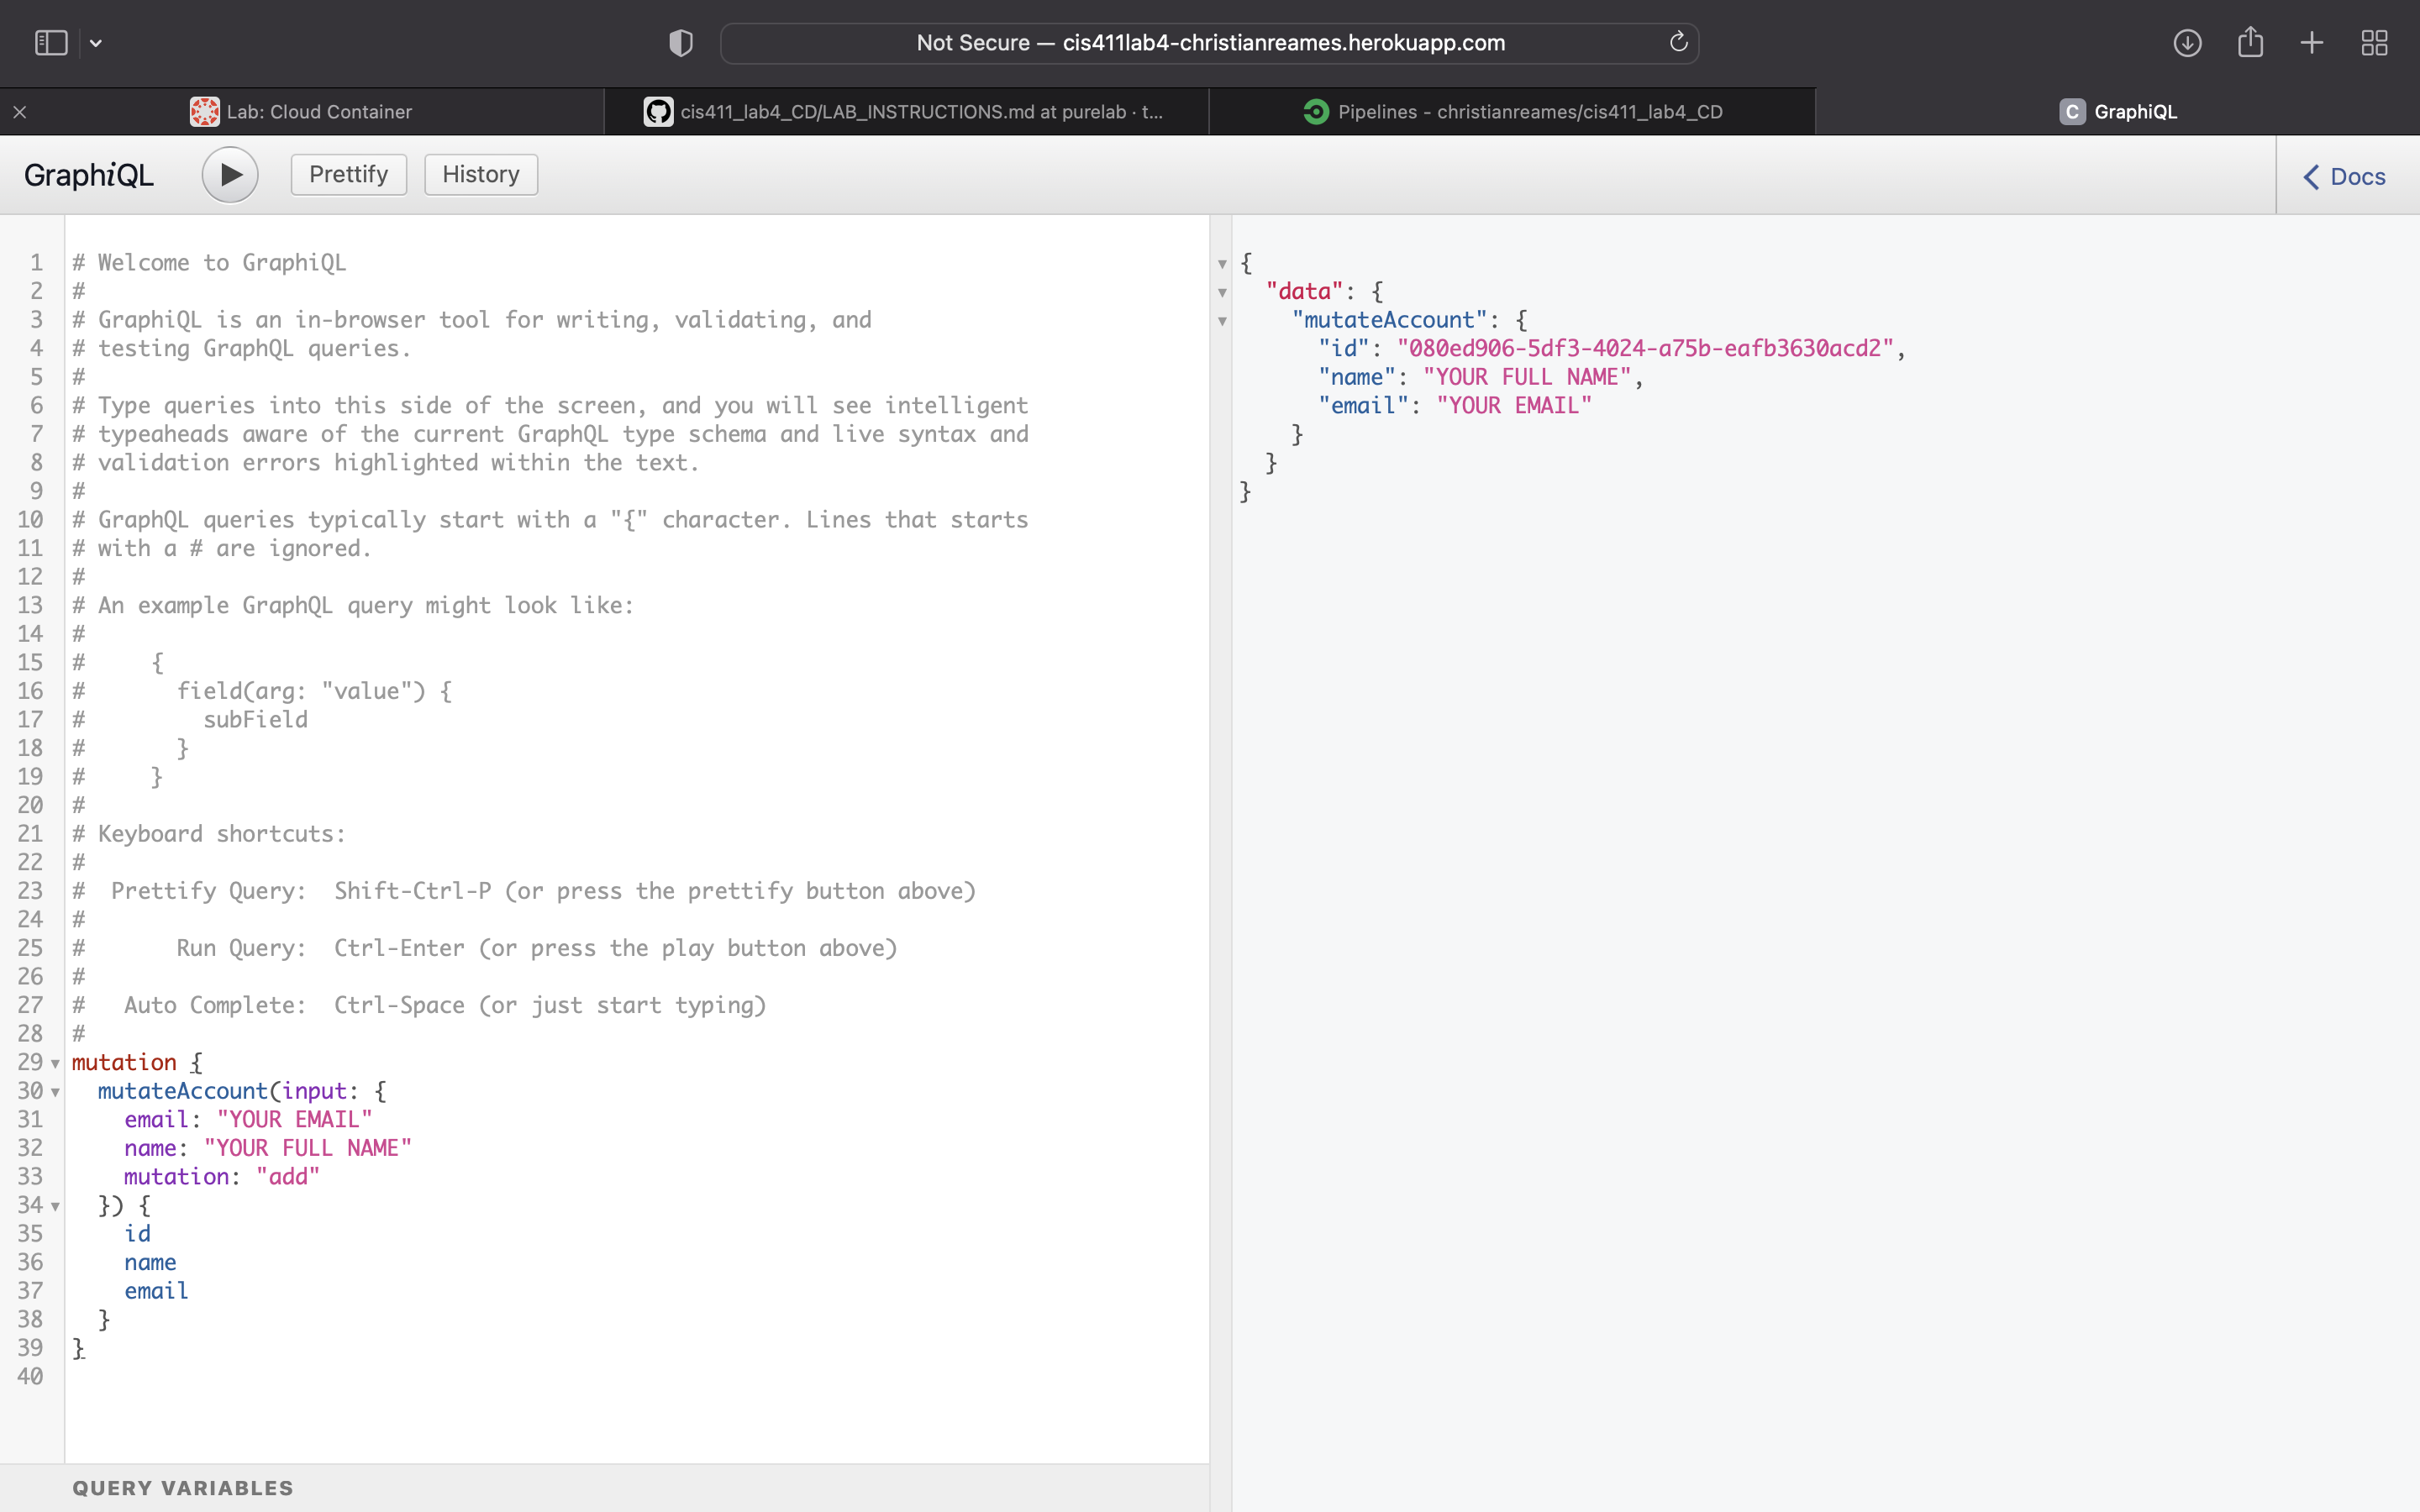 Not Secure — cis411lab4-christianreames.herokuapp.com
Lab: Cloud Container
cis411_lab4_CD/LAB_INSTRUCTIONS.md at purelab · t...
Pipelines - christianreames/cis411_lab4_CD
C GraphiQL
GraphiQL
Prettify
History
Docs
1 # Welcome to GraphiQL
2 #
3 # GraphiQL is an in-browser tool for writing, validating, and
4 # testing GraphQL queries.
5 #
6 # Type queries into this side of the screen, and you will see intelligent
7 # typeaheads aware of the current GraphQL type schema and live syntax and
8 # validation errors highlighted within the text.
9 #
10 # GraphQL queries typically start with a "{" character. Lines that starts
11 # with a # are ignored.
12 #
13 # An example GraphQL query might look like:
14 #
15 #     {
16 #       field(arg: "value") {
17 #         subField
18 #       }
19 #     }
20 #
21 # Keyboard shortcuts:
22 #
23 #  Prettify Query:  Shift-Ctrl-P (or press the prettify button above)
24 #
25 #       Run Query:  Ctrl-Enter (or press the play button above)
26 #
27 #   Auto Complete:  Ctrl-Space (or just start typing)
28 #
29 mutation {
30   mutateAccount(input: {
31     email: "YOUR EMAIL"
32     name: "YOUR FULL NAME"
33     mutation: "add"
34   }) {
35     id
36     name
37     email
38   }
39 }
40
QUERY VARIABLES
{
  "data": {
    "mutateAccount": {
      "id": "080ed906-5df3-4024-a75b-eafb3630acd2",
      "name": "YOUR FULL NAME",
      "email": "YOUR EMAIL"
    }
  }
}